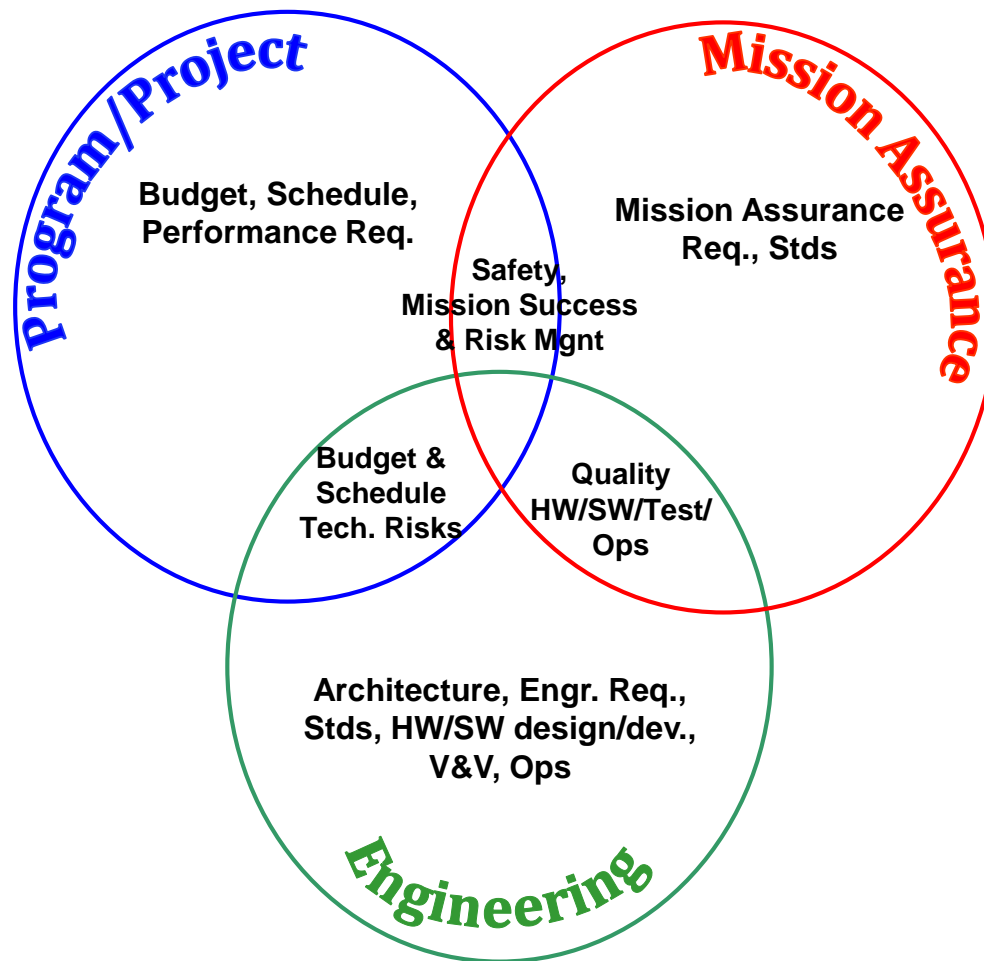 Program/Project
Mission Assurance
Budget, Schedule,
Performance Req.
Mission Assurance
Req., Stds
Safety,
Mission Success
& Risk Mgnt
Budget &
Schedule
Tech. Risks
Quality
HW/SW/Test/
Ops
Architecture, Engr. Req.,
Stds, HW/SW design/dev.,
V&V, Ops
Engineering